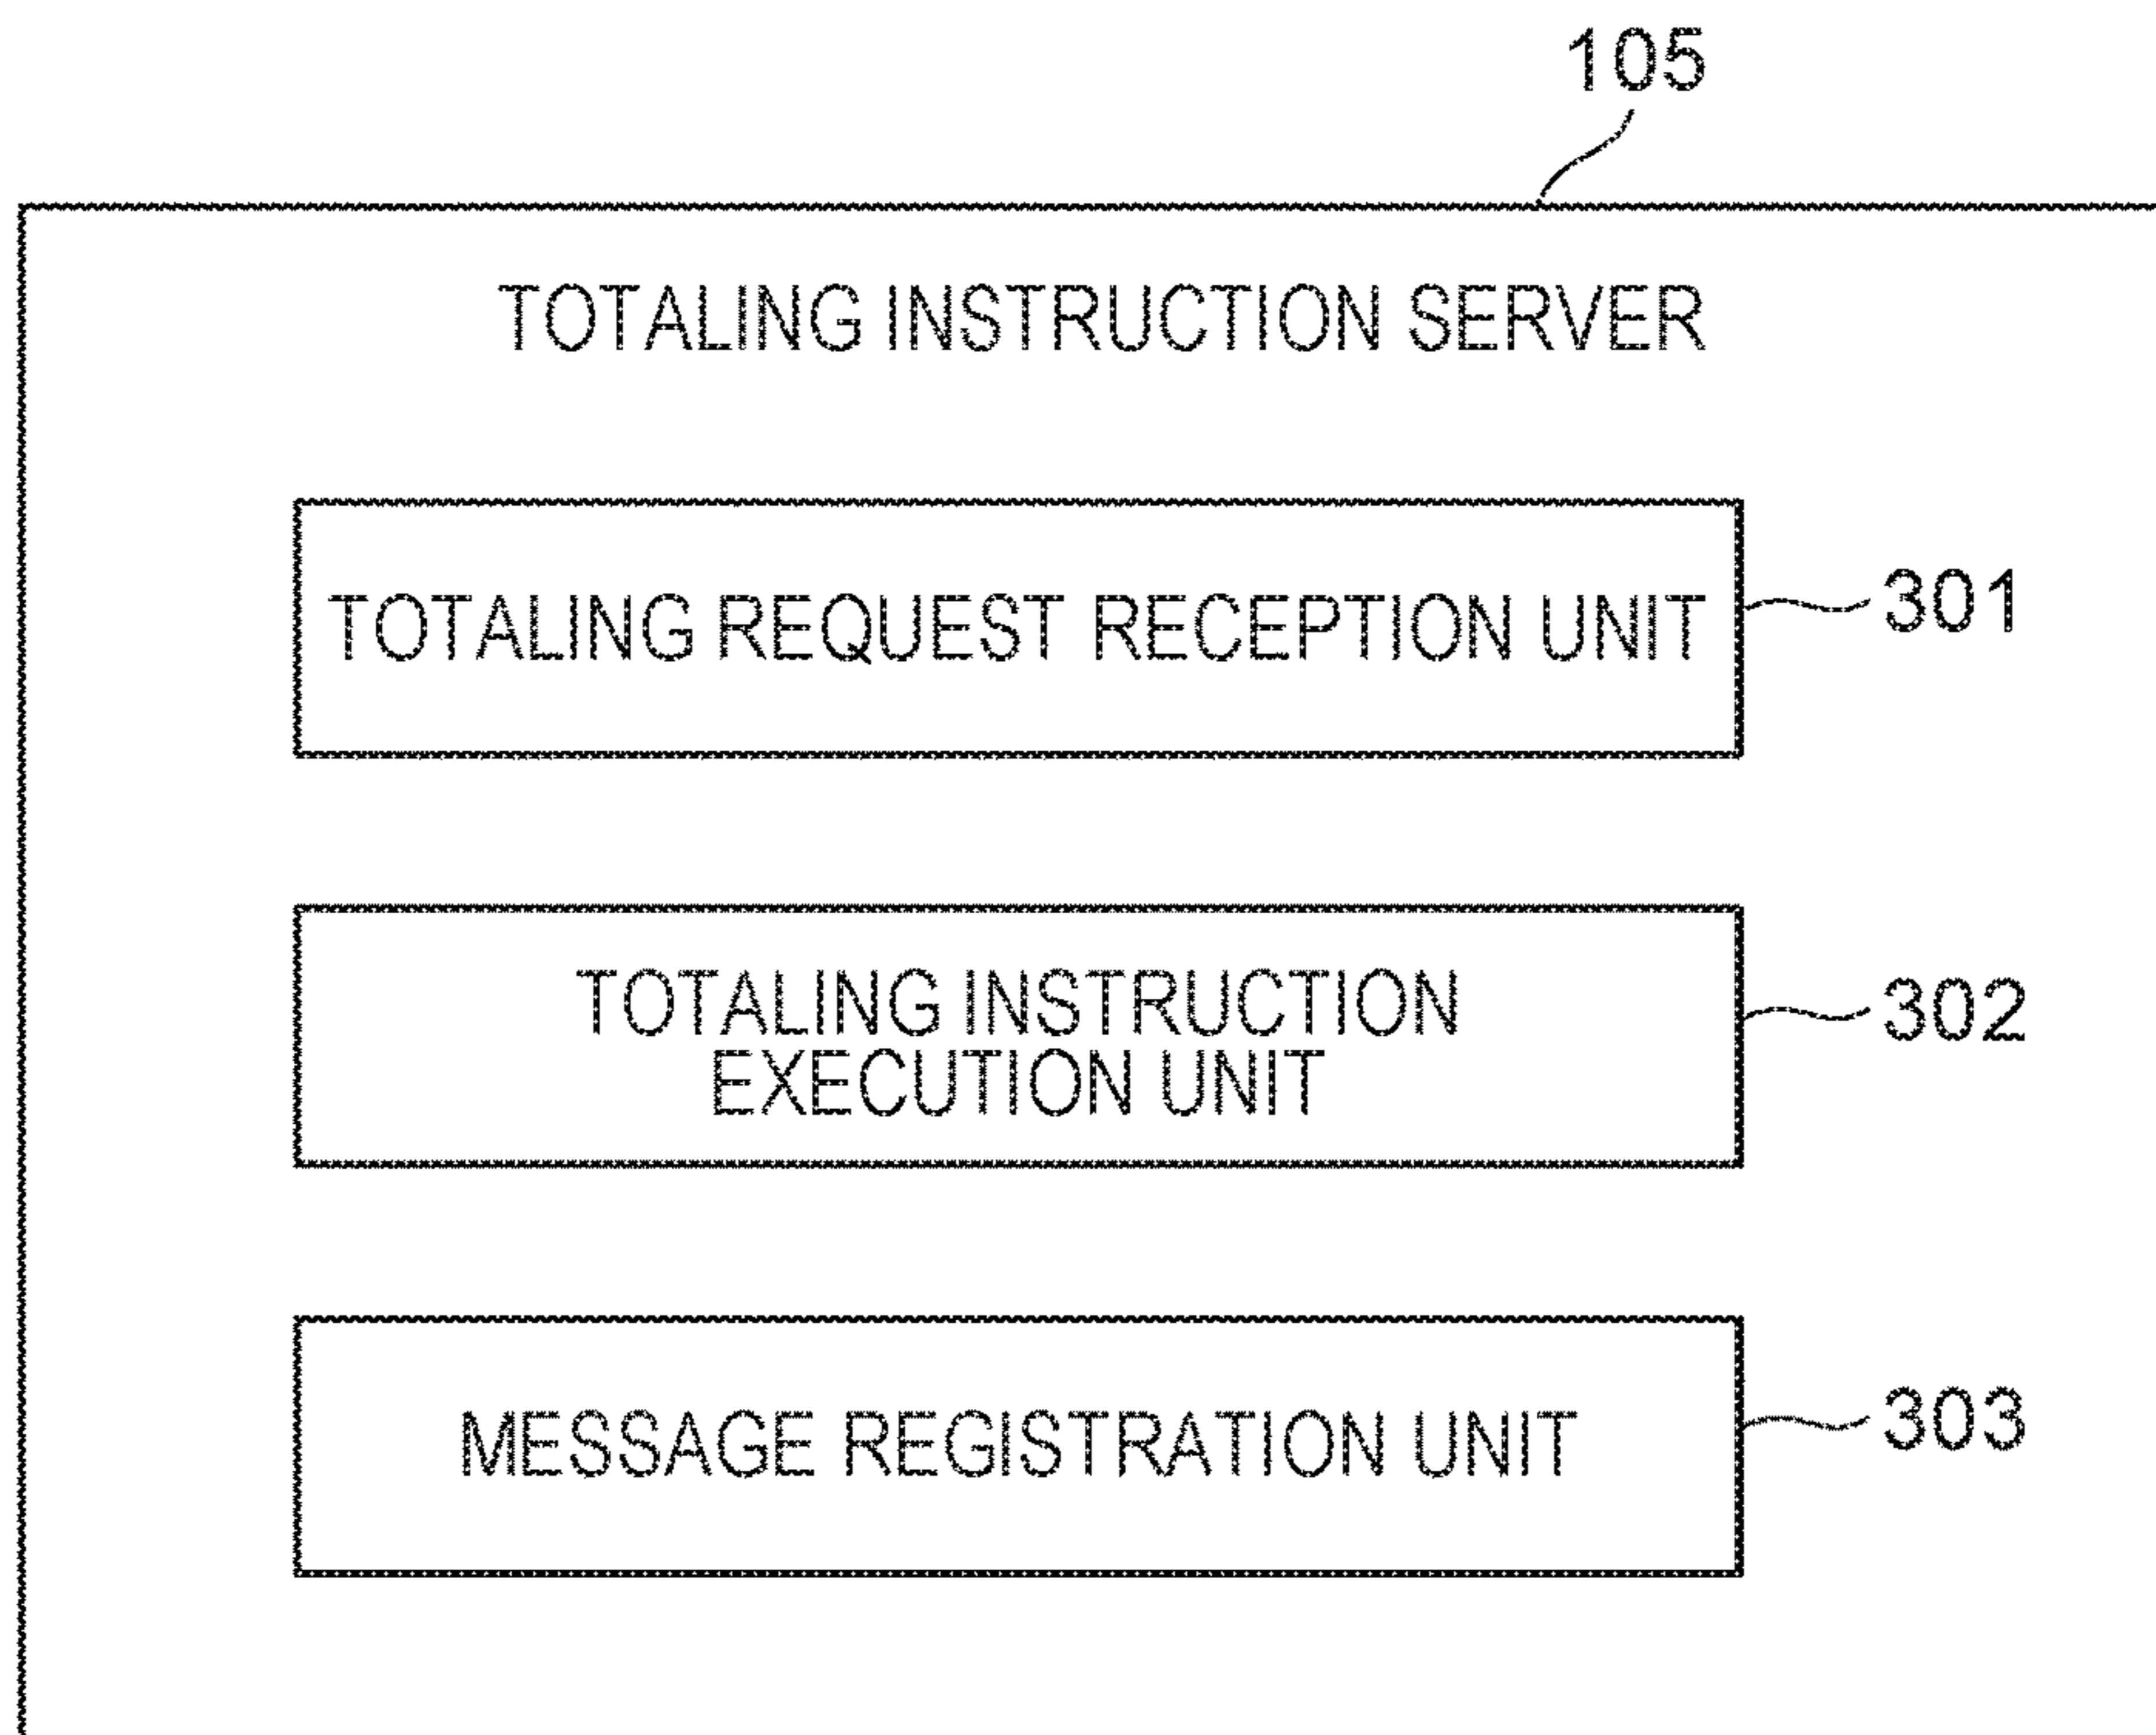 105
TOTALING INSTRUCTION SERVER
TOTALING REQUEST RECEPTION UNIT
301
TOTALING INSTRUCTION
EXECUTION UNIT
302
MESSAGE REGISTRATION UNIT
303